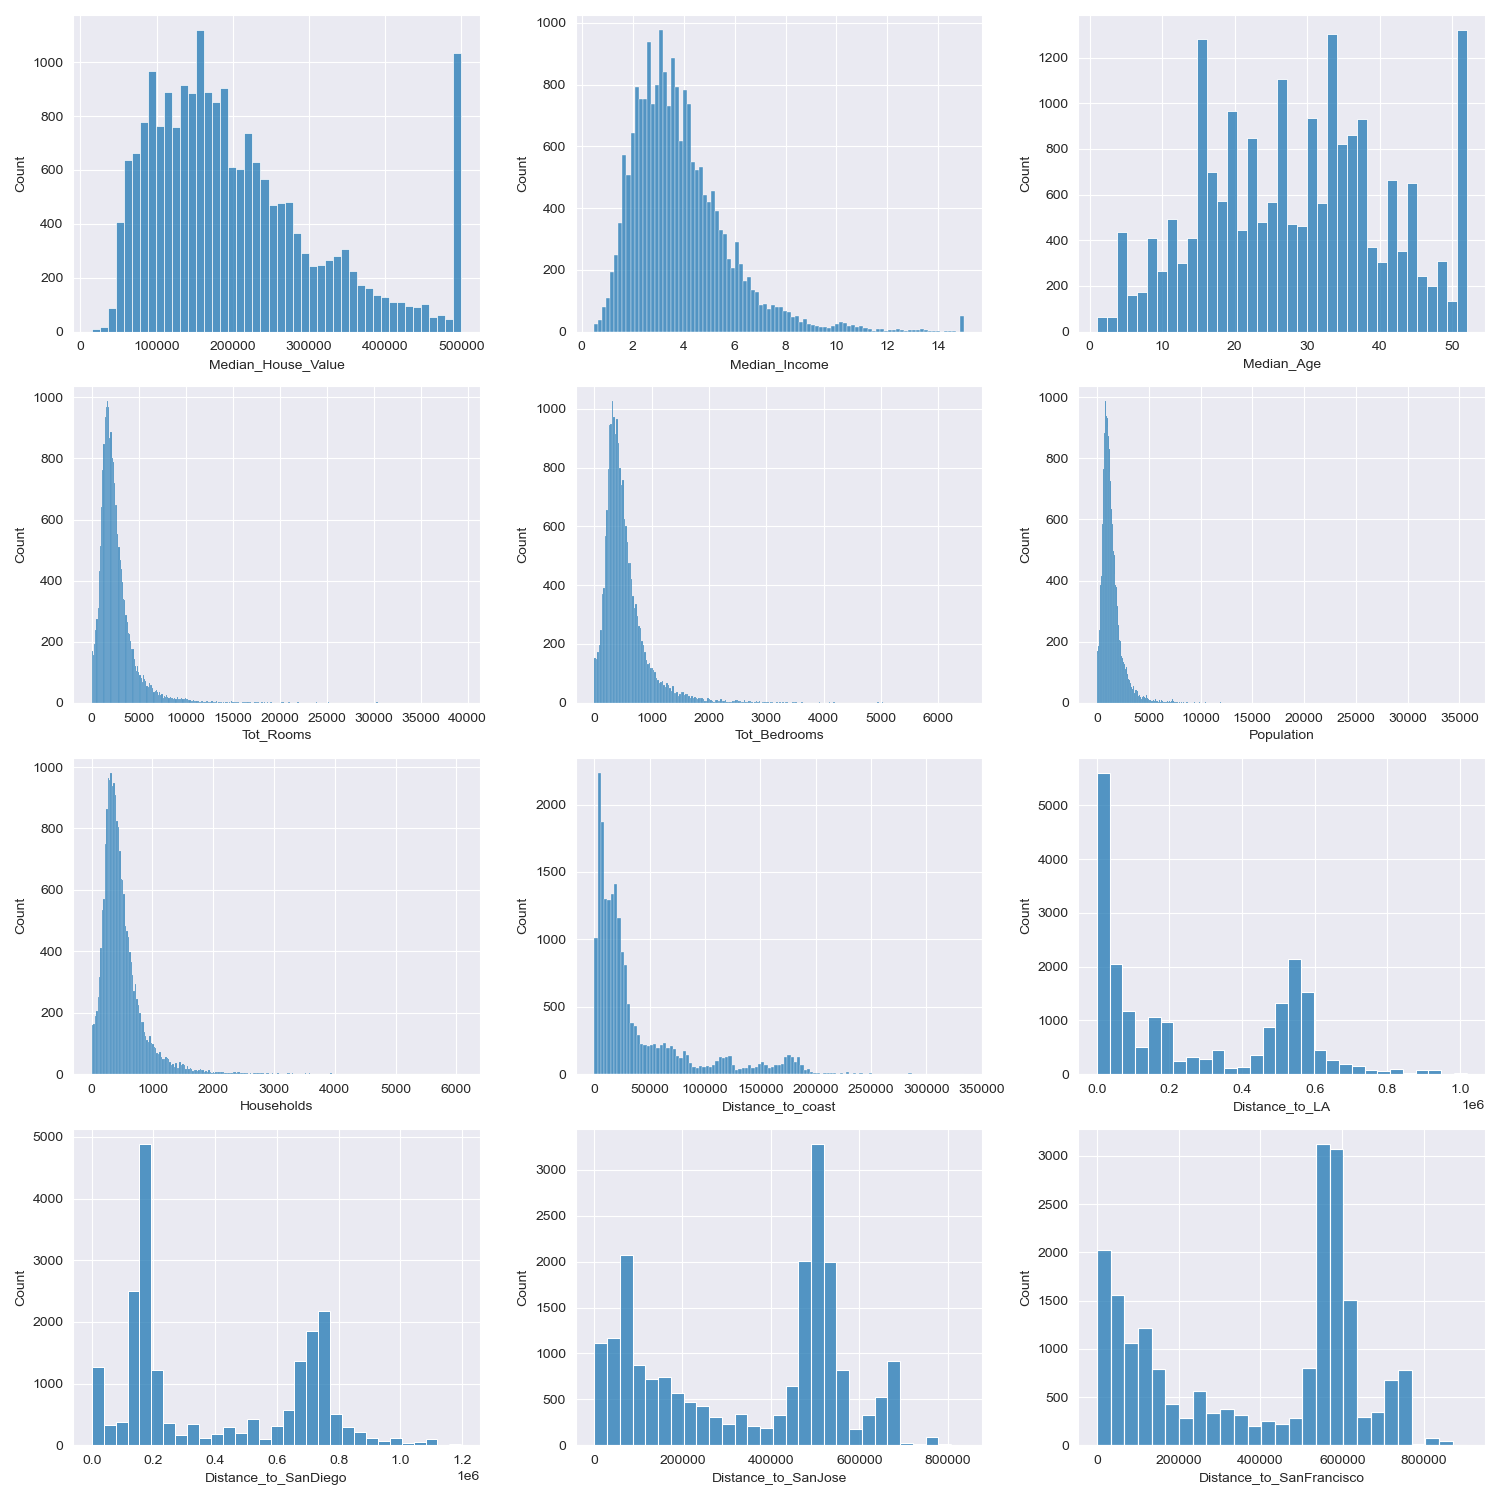 1000
800
600
400
200
0
Count
0 100000 200000 300000 400000 500000
Median_House_Value
1000
800
600
400
200
0
Count
0 2 4 6 8 10 12 14
Median_Income
1200
1000
800
600
400
200
0
Count
0 10 20 30 40 50
Median_Age
1000
800
600
400
200
0
Count
0 5000 10000 15000 20000 25000 30000 35000 40000
Tot_Rooms
1000
800
600
400
200
0
Count
0 1000 2000 3000 4000 5000 6000
Tot_Bedrooms
1000
800
600
400
200
0
Count
0 5000 10000 15000 20000 25000 30000 35000
Population
1000
800
600
400
200
0
Count
0 1000 2000 3000 4000 5000 6000
Households
2000
1500
1000
500
0
Count
0 50000 100000 150000 200000 250000 300000 350000
Distance_to_coast
5000
4000
3000
2000
1000
0
Count
0.0 0.2 0.4 0.6 0.8 1.0
Distance_to_LA
1e6
5000
4000
3000
2000
1000
0
Count
0.0 0.2 0.4 0.6 0.8 1.0 1.2
Distance_to_SanDiego
1e6
3000
2500
2000
1500
1000
500
0
Count
0 200000 400000 600000 800000
Distance_to_SanJose
3000
2500
2000
1500
1000
500
0
Count
0 200000 400000 600000 800000
Distance_to_SanFrancisco